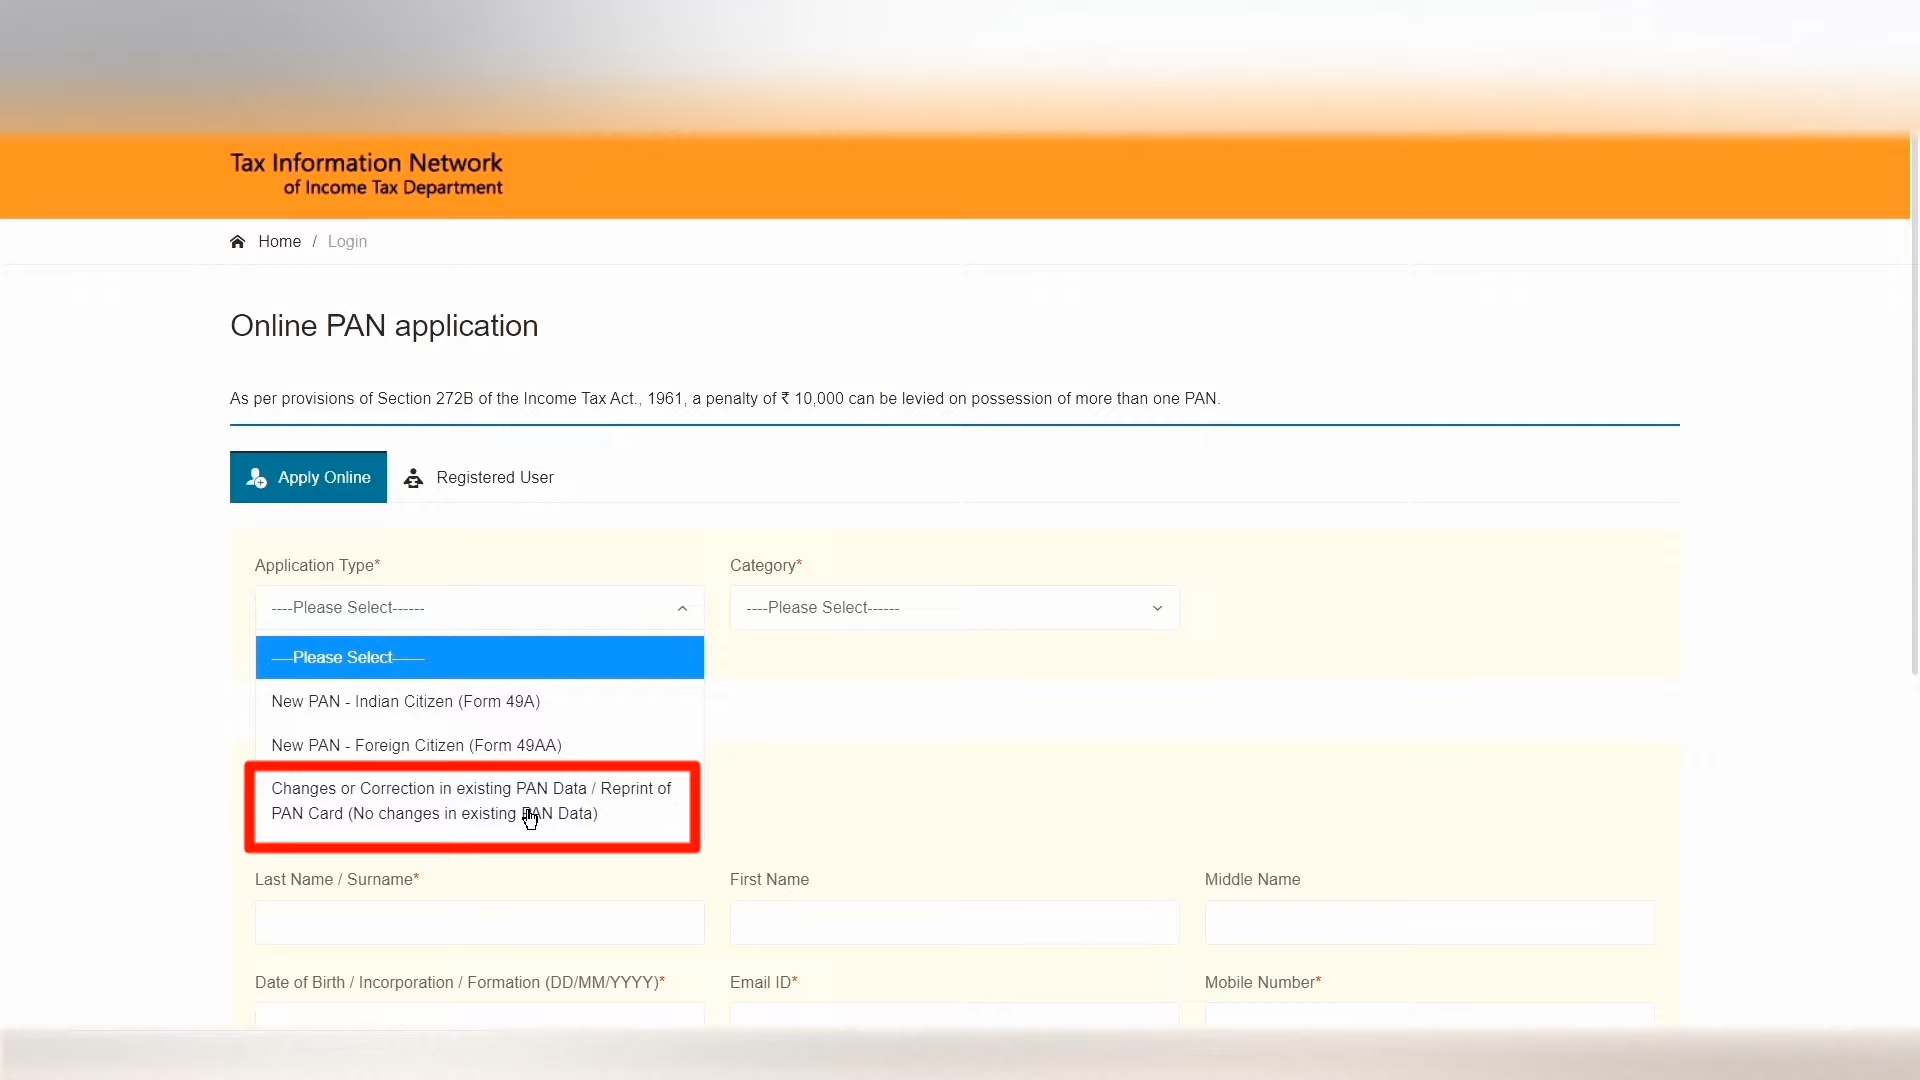 Tax Information Network
of Income Tax Department
Home / Login
Online PAN application
As per provisions of Section 272B of the Income Tax Act., 1961, a penalty of ₹ 10,000 can be levied on possession of more than one PAN.
Apply Online Registered User
Application Type* Category*
----Please Select------ ----Please Select------
----Please Select------
New PAN - Indian Citizen (Form 49A)
New PAN - Foreign Citizen (Form 49AA)
Changes or Correction in existing PAN Data / Reprint of
PAN Card (No changes in existing PAN Data)
Last Name / Surname* First Name Middle Name
Date of Birth / Incorporation / Formation (DD/MM/YYYY)* Email ID* Mobile Number*